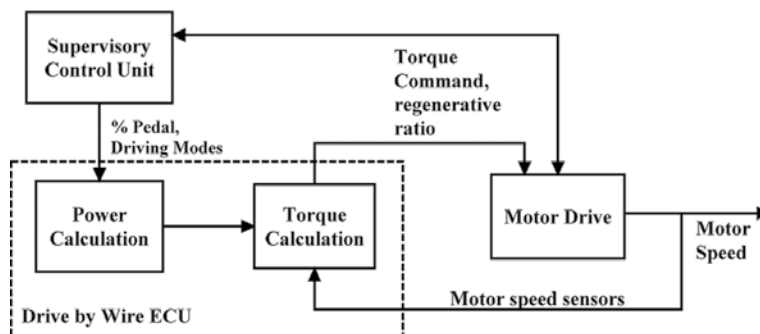 Supervisory
Control Unit
Torque
Command,
regenerative
ratio
% Pedal,
Driving Modes
Power
Calculation
Torque
Calculation
Motor Drive
Motor
Speed
Motor speed sensors
Drive by Wire ECU